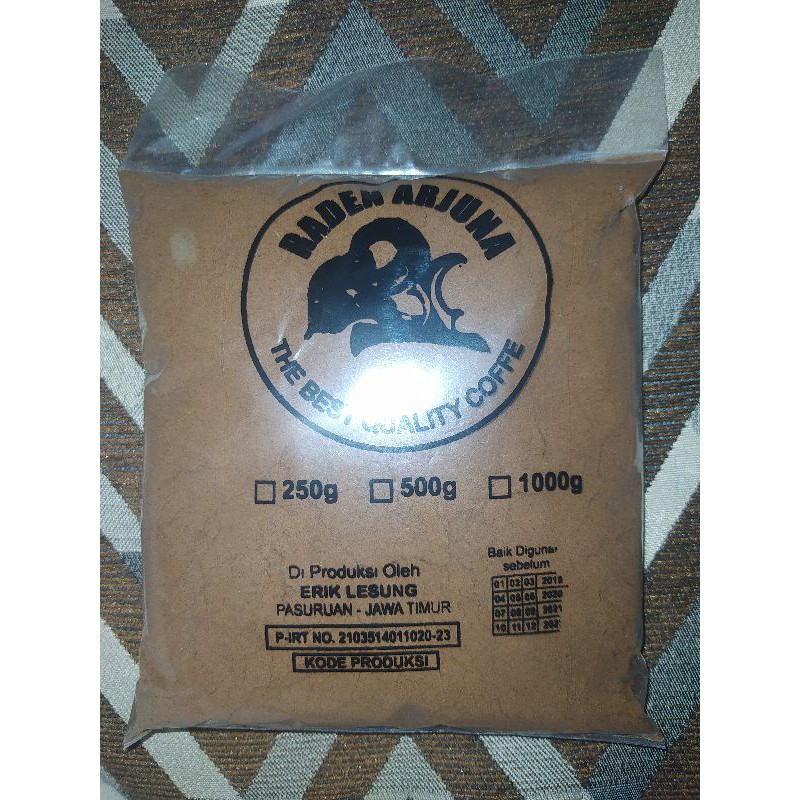 RADEN ARJUNA
THE BEST QUALITY COFFE
250g 500g 1000g
Di Produksi Oleh
ERIK LESUNG
PASURUAN - JAWA TIMUR
P-IRT NO. 2103514011020-23
KODE PRODUKSI
Baik Digunan
sebelum
01 02 03 2019
04 05 06 2020
07 08 09 2021
10 11 12 202